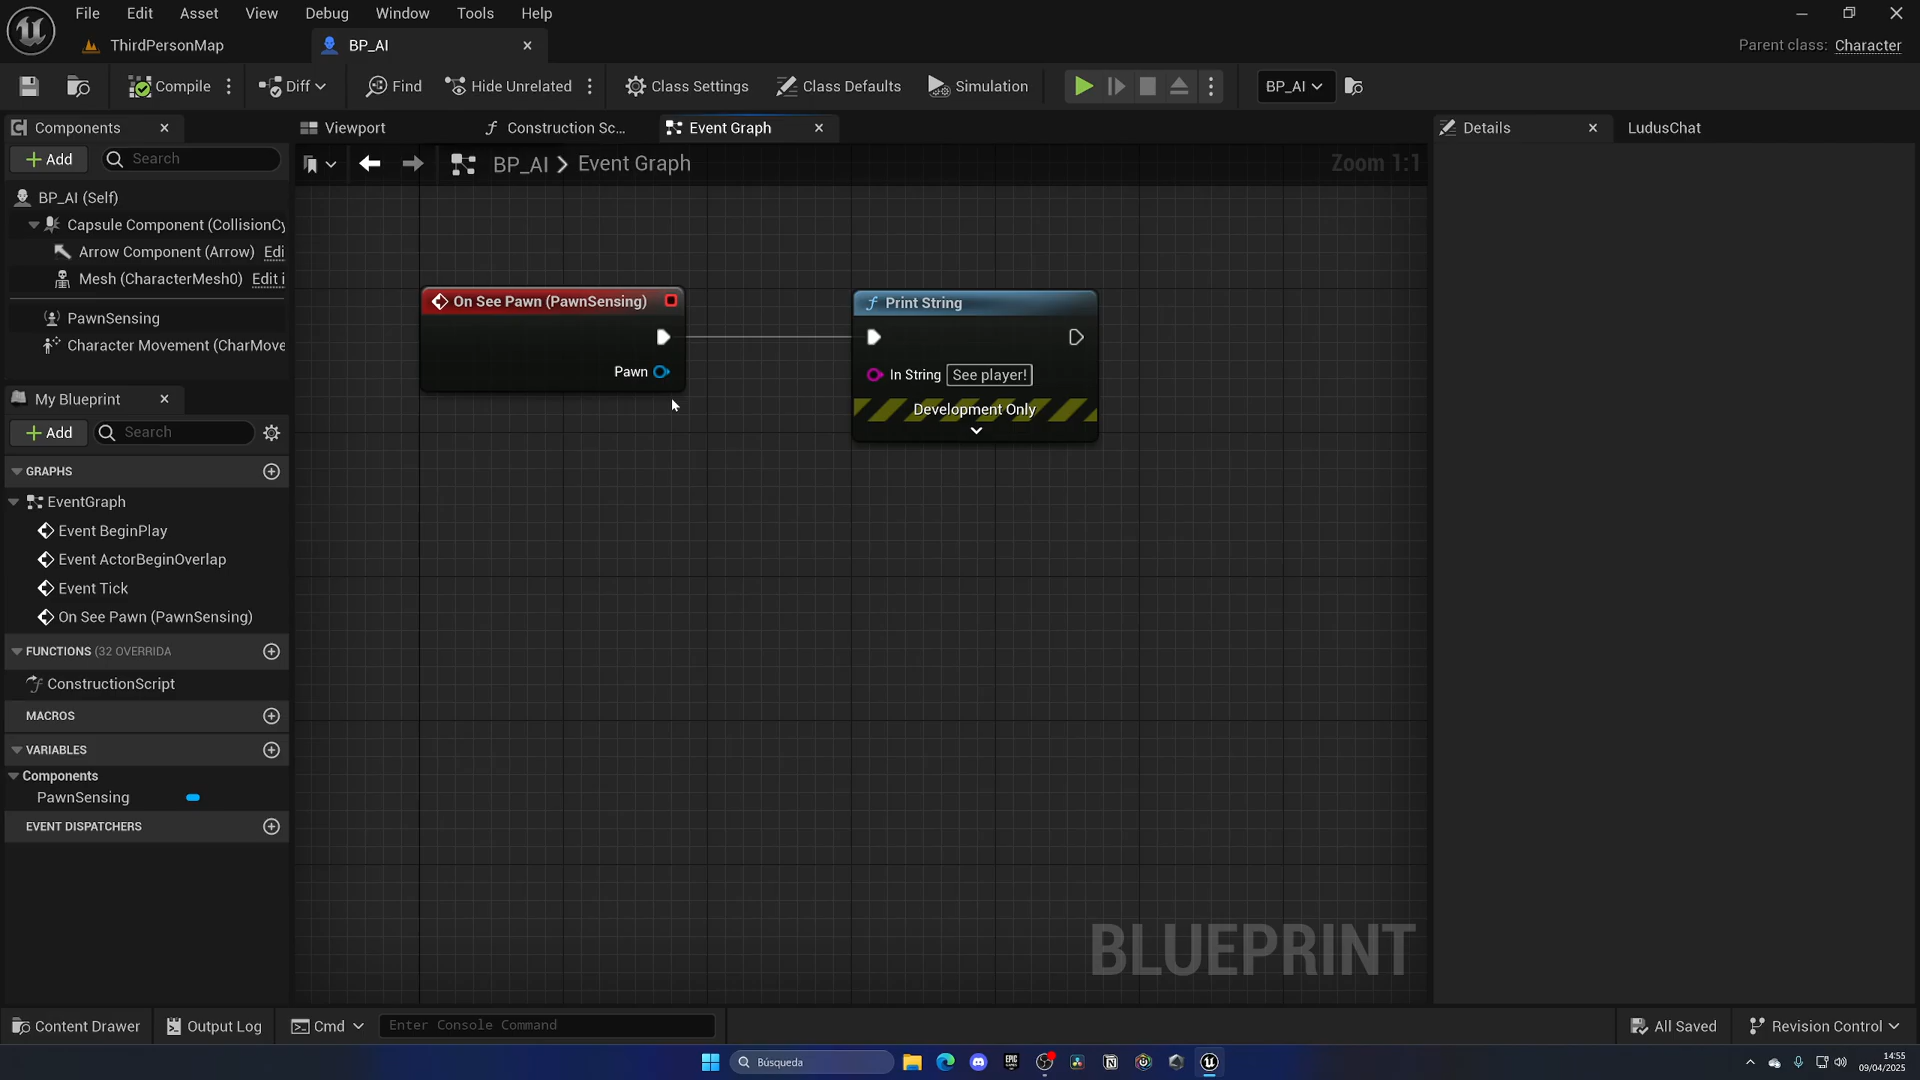 File Edit Asset View Debug Window Tools Help
ThirdPersonMap
BP_AI
Parent class: Character
Compile
Diff
Find
Hide Unrelated
Class Settings
Class Defaults
Simulation
BP_AI
Components
Viewport
Construction Sc...
Event Graph
Details
LudusChat
Add
Search
BP_AI > Event Graph
Zoom 1:1
BP_AI (Self)
Capsule Component (CollisionCy
Arrow Component (Arrow) Edi
Mesh (CharacterMesh0) Edit i
PawnSensing
Character Movement (CharMove
On See Pawn (PawnSensing)
Pawn
Print String
In String See player!
Development Only
My Blueprint
Add
Search
GRAPHS
EventGraph
Event BeginPlay
Event ActorBeginOverlap
Event Tick
On See Pawn (PawnSensing)
FUNCTIONS (32 OVERRIDA
ConstructionScript
MACROS
VARIABLES
Components
PawnSensing
EVENT DISPATCHERS
BLUEPRINT
Content Drawer
Output Log
Cmd
Enter Console Command
All Saved
Revision Control
Búsqueda
EPIC GAMES
14:55
09/04/2025